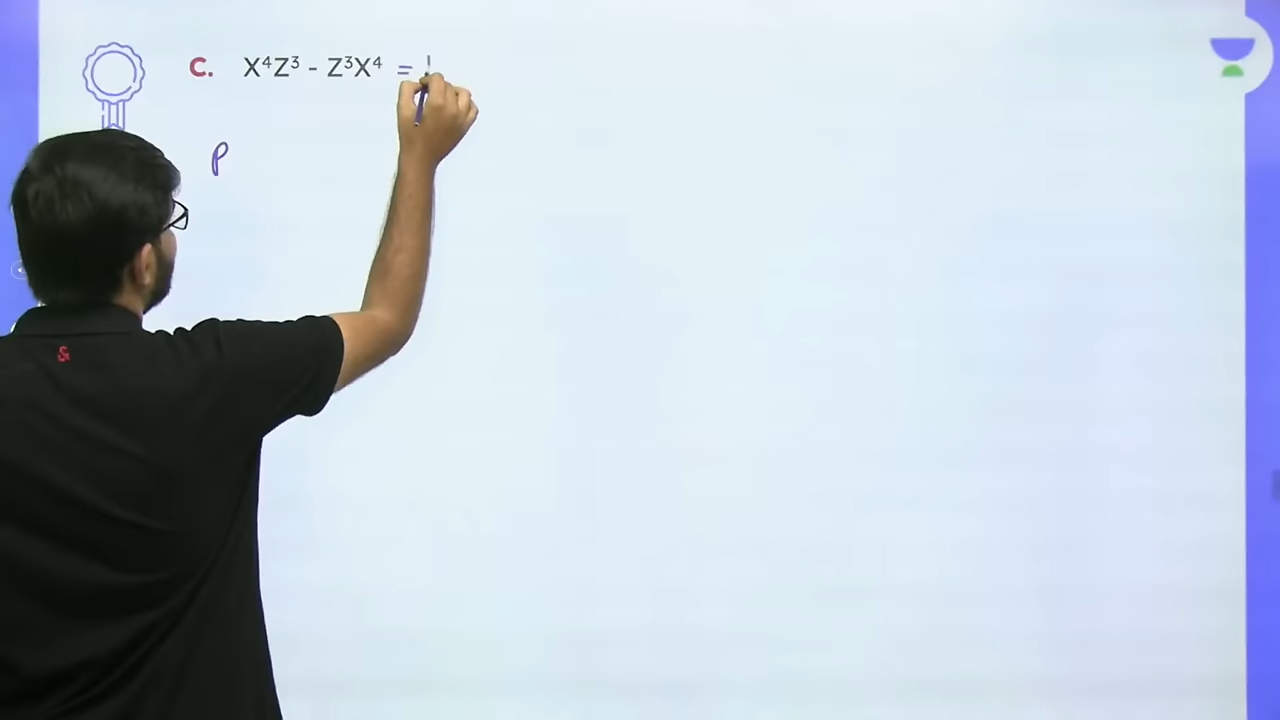 C. X⁴Z³ - Z³X⁴ =
P